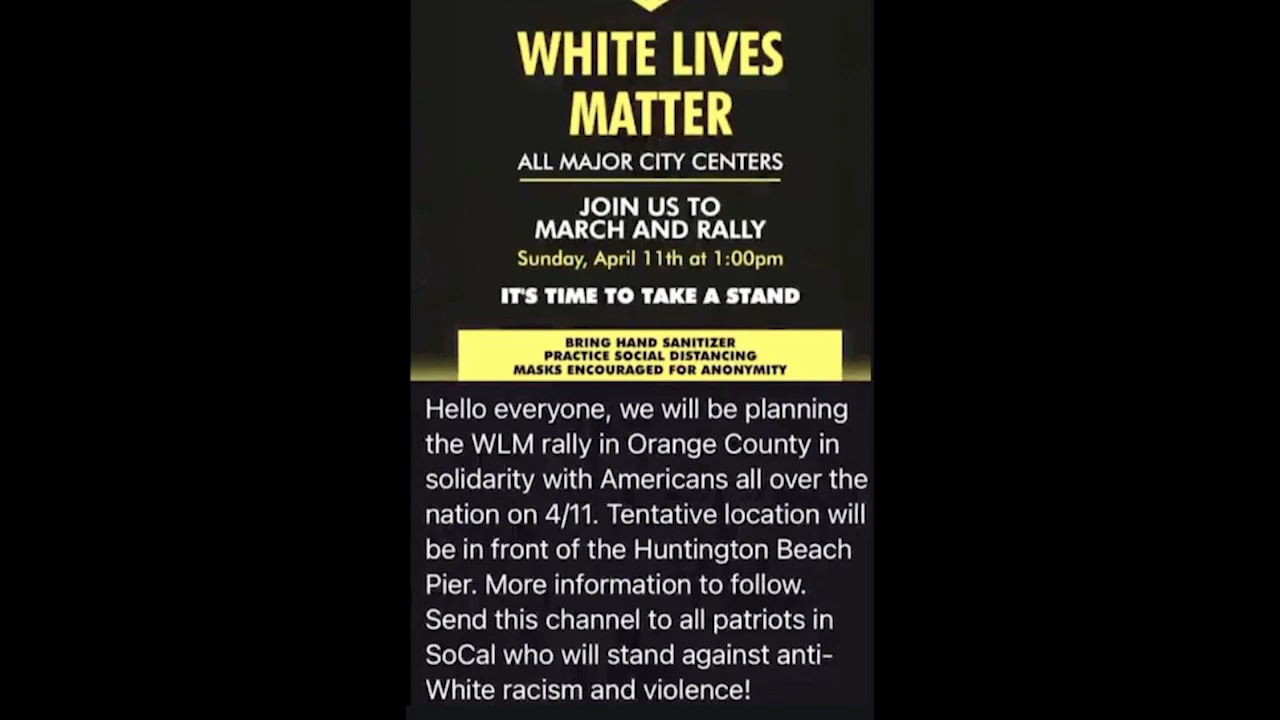 WHITE LIVES
MATTER
ALL MAJOR CITY CENTERS
JOIN US TO
MARCH AND RALLY
Sunday, April 11th at 1:00pm
IT'S TIME TO TAKE A STAND
BRING HAND SANITIZER
PRACTICE SOCIAL DISTANCING
MASKS ENCOURAGED FOR ANONYMITY
Hello everyone, we will be planning
the WLM rally in Orange County in
solidarity with Americans all over the
nation on 4/11. Tentative location will
be in front of the Huntington Beach
Pier. More information to follow.
Send this channel to all patriots in
SoCal who will stand against anti-
White racism and violence!